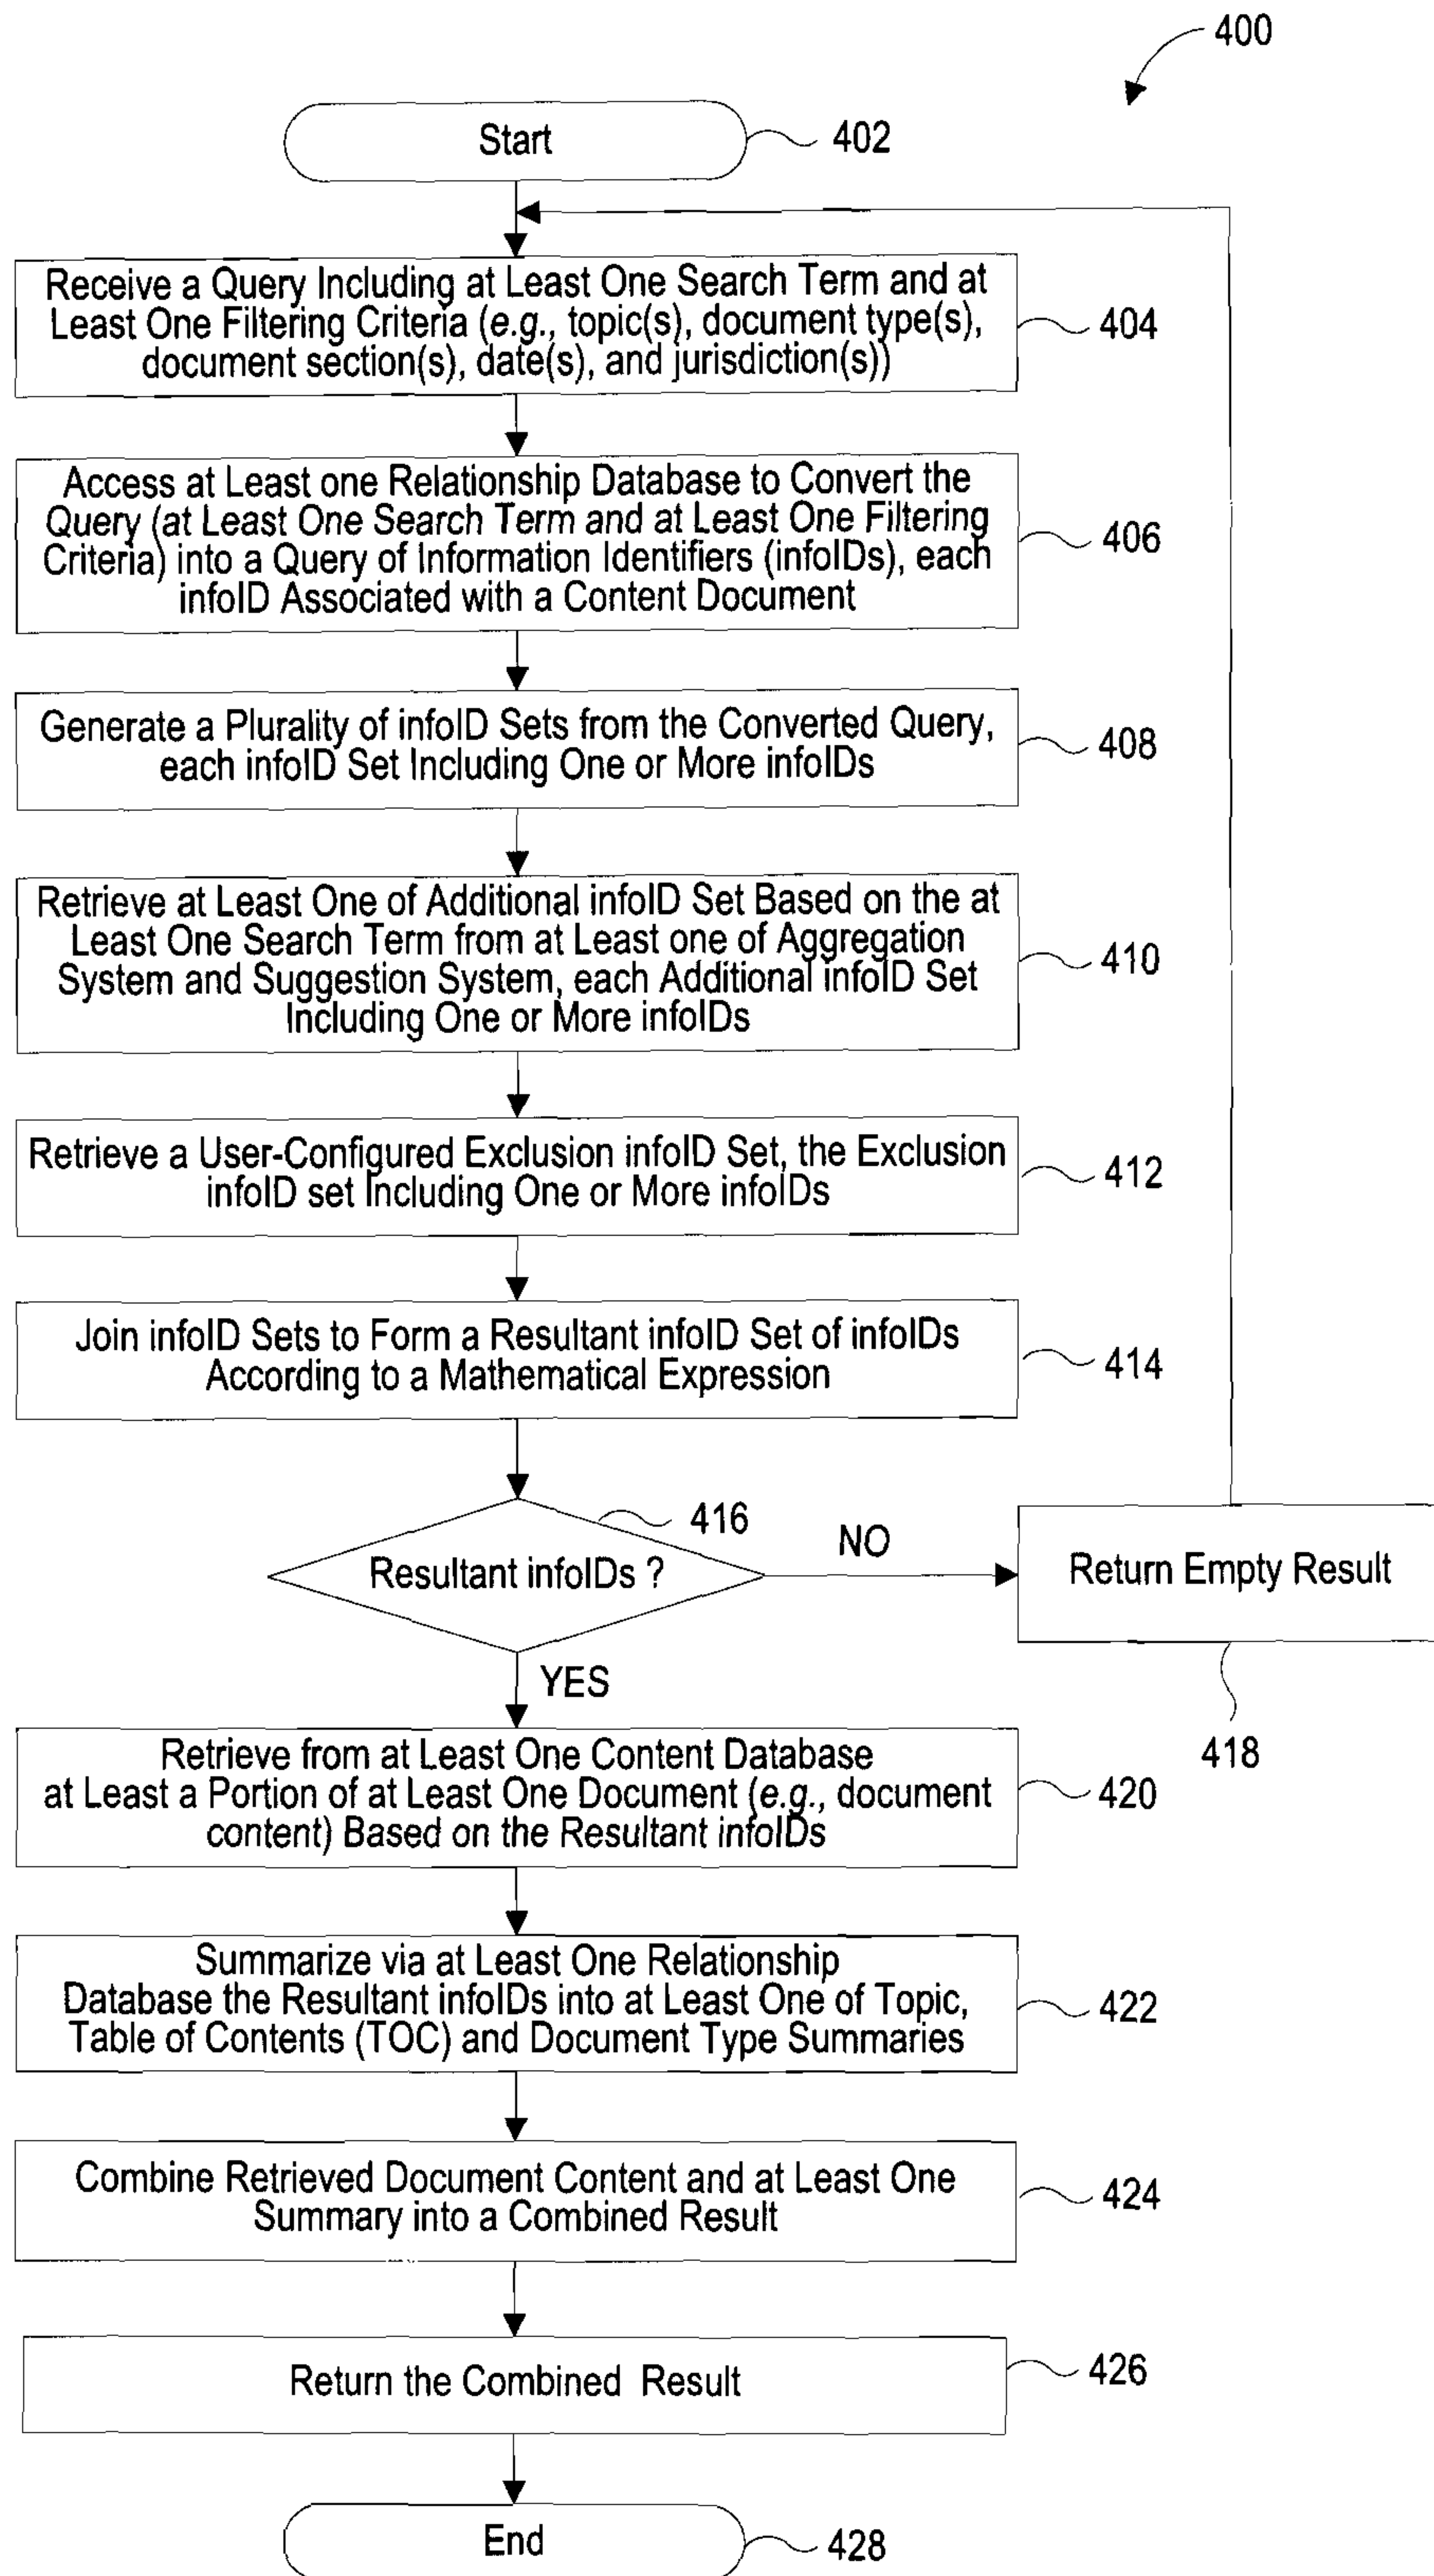 400
Start
402
Receive a Query Including at Least One Search Term and at
Least One Filtering Criteria (e.g., topic(s), document type(s),
document section(s), date(s), and jurisdiction(s))
404
Access at Least one Relationship Database to Convert the
Query (at Least One Search Term and at Least One Filtering
Criteria) into a Query of Information Identifiers (infoIDs), each
infoID Associated with a Content Document
406
Generate a Plurality of infoID Sets from the Converted Query,
each infoID Set Including One or More infoIDs
408
Retrieve at Least One of Additional infoID Set Based on the at
Least One Search Term from at Least one of Aggregation
System and Suggestion System, each Additional infoID Set
Including One or More infoIDs
410
Retrieve a User-Configured Exclusion infoID Set, the Exclusion
infoID set Including One or More infoIDs
412
Join infoID Sets to Form a Resultant infoID Set of infoIDs
According to a Mathematical Expression
414
416
Resultant infoIDs ?
NO
Return Empty Result
418
YES
Retrieve from at Least One Content Database
at Least a Portion of at Least One Document (e.g., document
content) Based on the Resultant infoIDs
420
Summarize via at Least One Relationship
Database the Resultant infoIDs into at Least One of Topic,
Table of Contents (TOC) and Document Type Summaries
422
Combine Retrieved Document Content and at Least One
Summary into a Combined Result
424
Return the Combined Result
426
End
428